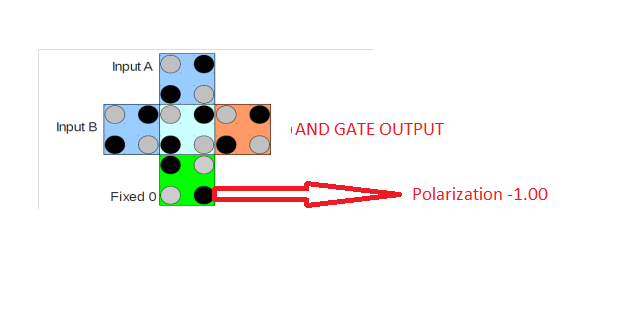 Input A
Input B
AND GATE OUTPUT
Fixed 0
Polarization -1.00